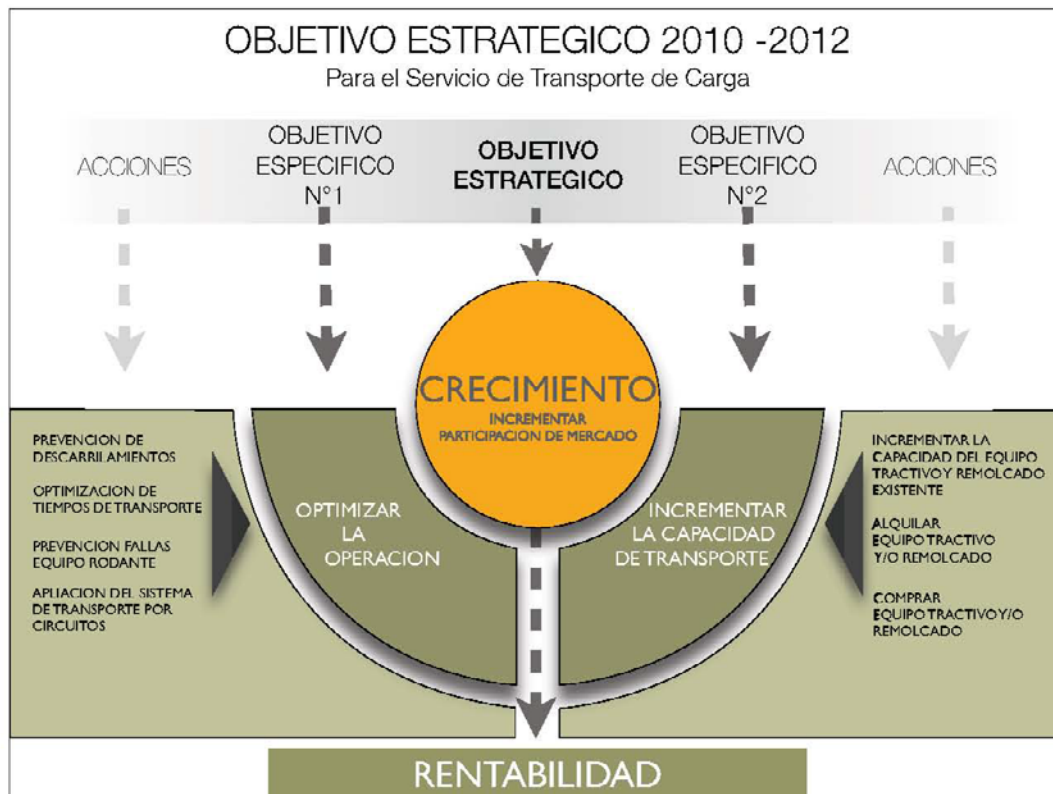 OBJETIVO ESTRATEGICO 2010 -2012
Para el Servicio de Transporte de Carga
ACCIONES
OBJETIVO
ESPECIFICO
N°1
OBJETIVO
ESTRATEGICO
OBJETIVO
ESPECIFICO
N°2
ACCIONES
CRECIMIENTO
INCREMENTAR
PARTICIPACION DE MERCADO
PREVENCION DE
DESCARRILAMIENTOS
OPTIMIZACION DE
TIEMPOS DE TRANSPORTE
PREVENCION FALLAS
EQUIPO RODANTE
APLIACION DEL SISTEMA
DE TRANSPORTE POR
CIRCUITOS
OPTIMIZAR
LA
OPERACION
INCREMENTAR
LA CAPACIDAD
DE TRANSPORTE
INCREMENTAR LA
CAPACIDAD DEL EQUIPO
TRACTIVO Y REMOLCADO
EXISTENTE
ALQUILAR
EQUIPO TRACTIVO
Y/O REMOLCADO
COMPRAR
EQUIPO TRACTIVO Y/O
REMOLCADO
RENTABILIDAD